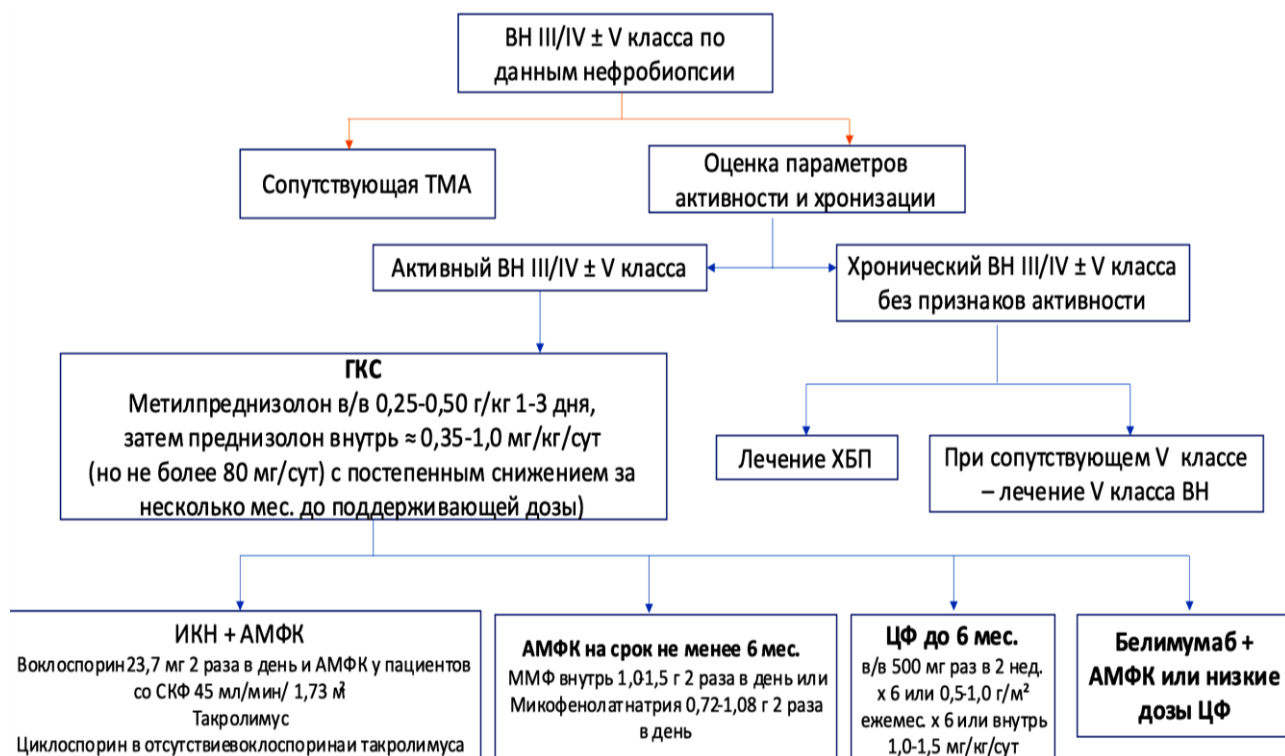 ВН III/IV ± V класса по
данным нефробиопсии
Сопутствующая ТМА
Оценка параметров
активности и хронизации
Активный ВН III/IV ± V класса
Хронический ВН III/IV ± V класса
без признаков активности
ГКС
Метилпреднизолон в/в 0,25-0,50 г/кг 1-3 дня,
затем преднизолон внутрь ≈ 0,35-1,0 мг/кг/сут
(но не более 80 мг/сут) с постепенным снижением за
несколько мес. до поддерживающей дозы)
Лечение ХБП
При сопутствующем V классе
– лечение V класса ВН
ИКН + АМФК
Воклоспорин 23,7 мг 2 раза в день и АМФК у пациентов
со СКФ 45 мл/мин/ 1,73 м²
Такролимус
Циклоспорин в отсутствиевоклоспоринаи такролимуса
АМФК на срок не менее 6 мес.
ММФ внутрь 1,0-1,5 г 2 раза в день или
Микофенолатнатрия 0,72-1,08 г 2 раза
в день
ЦФ до 6 мес.
в/в 500 мг раз в 2 нед.
x 6 или 0,5-1,0 г/м²
ежемес. x 6 или внутрь
1,0-1,5 мг/кг/сут
Белимумаб +
АМФК или низкие
дозы ЦФ